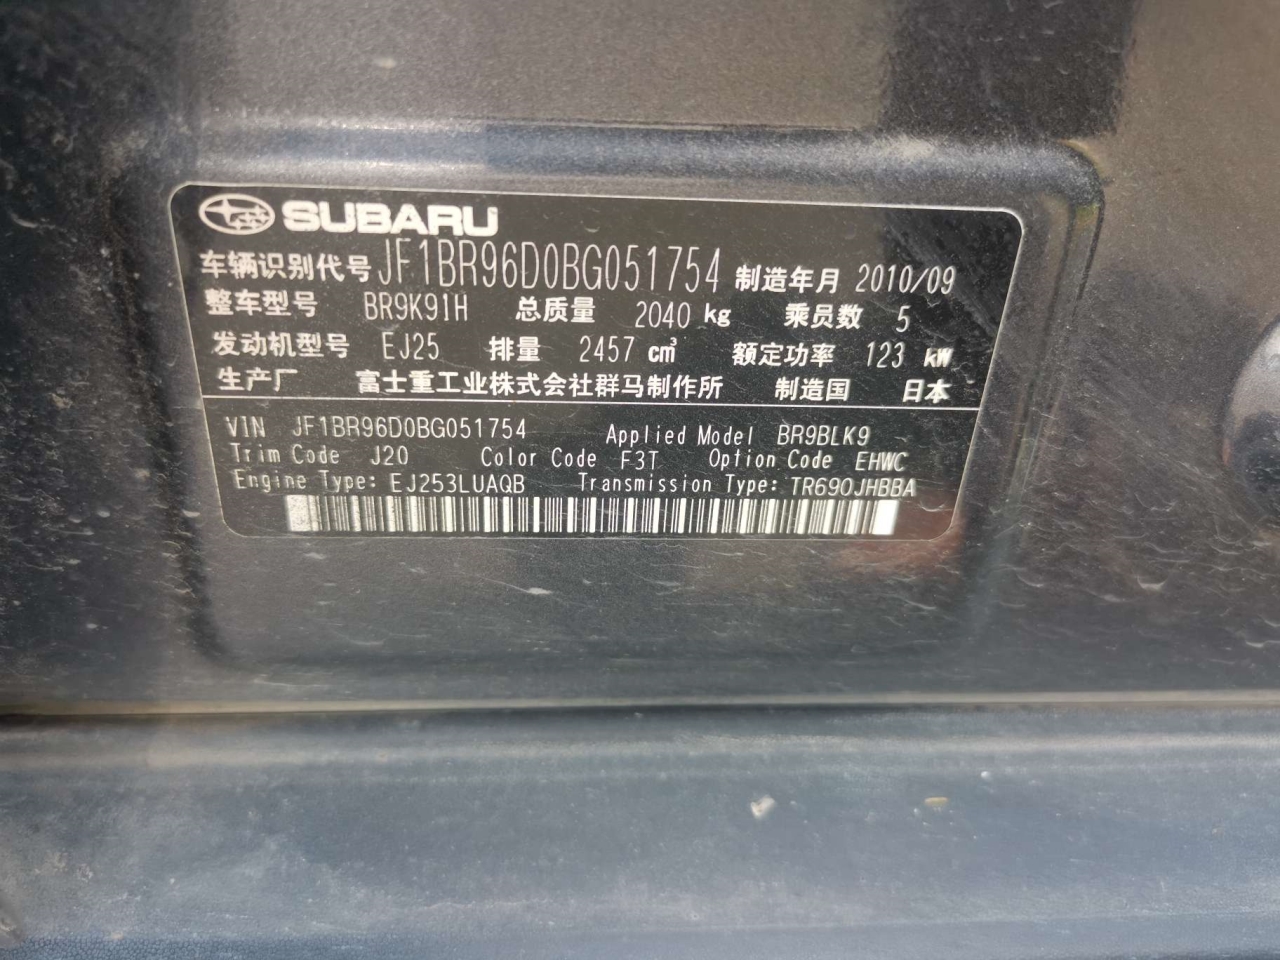 SUBARU
车辆识别代号 JF1BR96D0BG051754 制造年月 2010/09
整车型号 BR9K91H 总质量 2040 kg 乘员数 5
发动机型号 EJ25 排量 2457 cm³ 额定功率 123 kW
生产厂 富士重工业株式会社群马制作所 制造国 日本
VIN JF1BR96D0BG051754 Applied Model BR9BLK9
Trim Code J20 Color Code F3T Option Code EHWC
Engine Type: EJ253LUAQB Transmission Type: TR690JHBBA